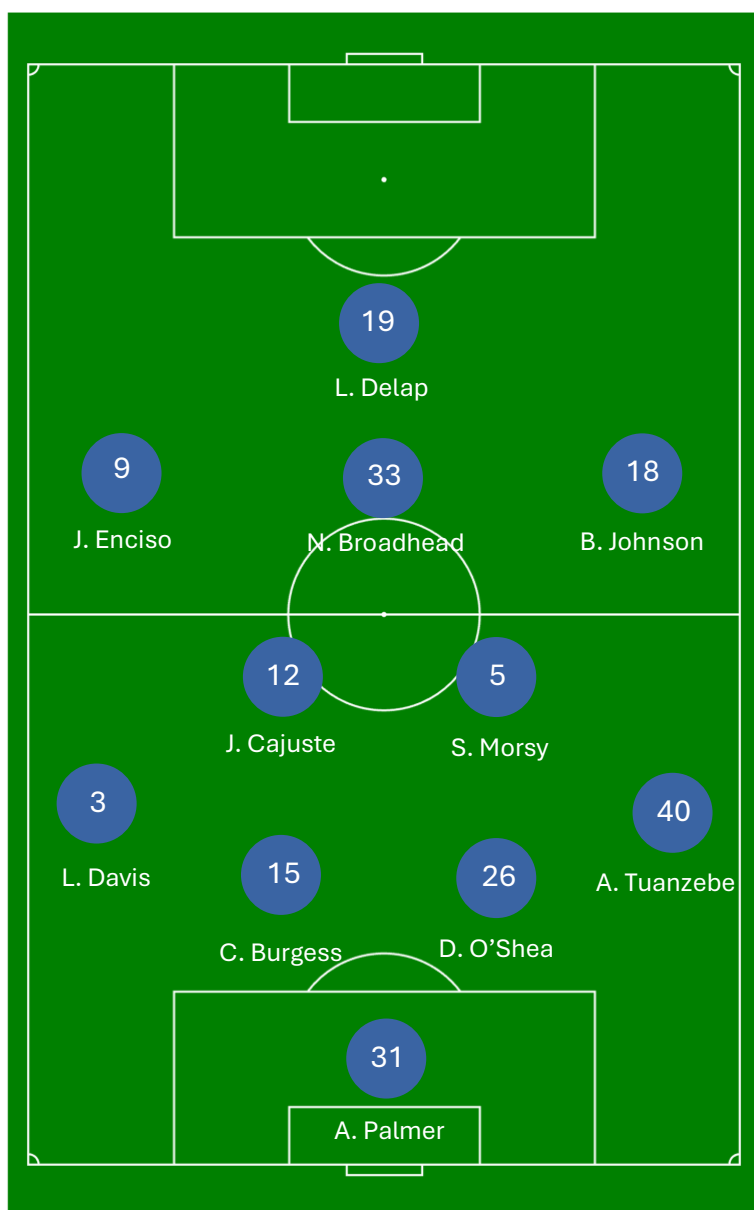 19
L. Delap
9
33
18
J. Enciso
N. Broadhead
B. Johnson
12
5
J. Cajuste
S. Morsy
3
40
L. Davis
15
26
A. Tuanzebe
C. Burgess
D. O’Shea
31
A. Palmer